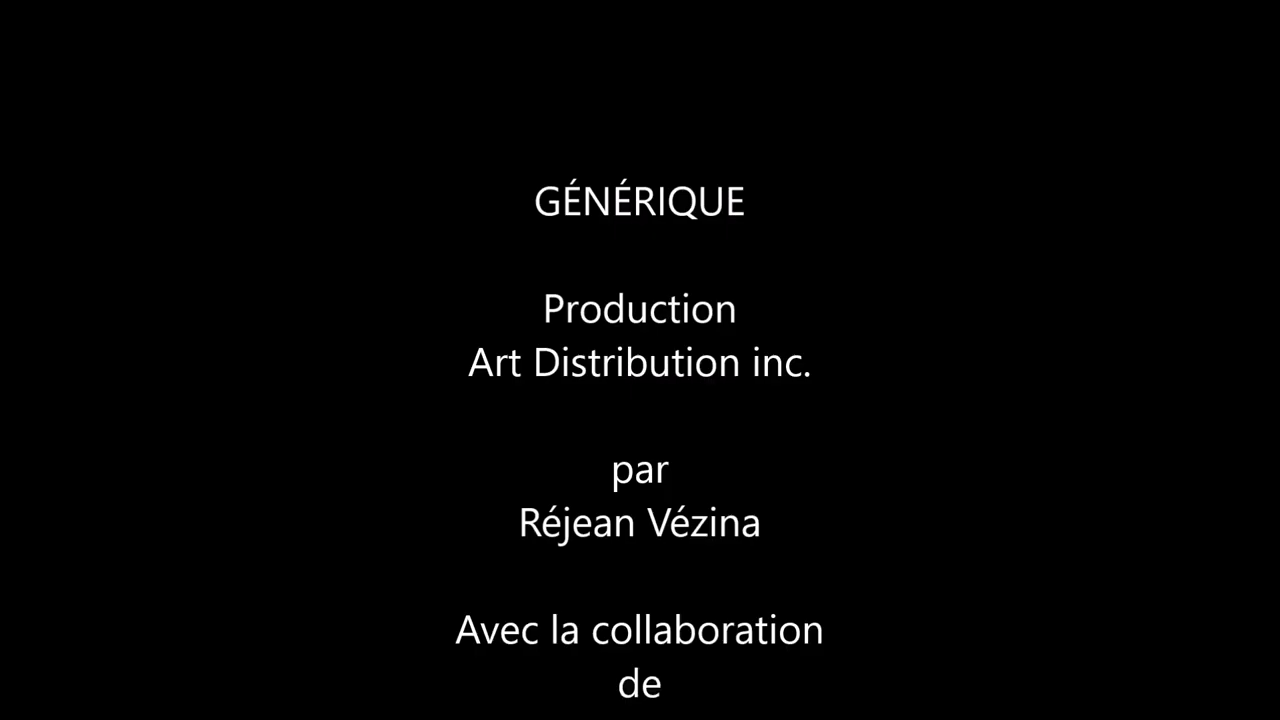 GÉNÉRIQUE
Production
Art Distribution inc.
par
Réjean Vézina
Avec la collaboration
de